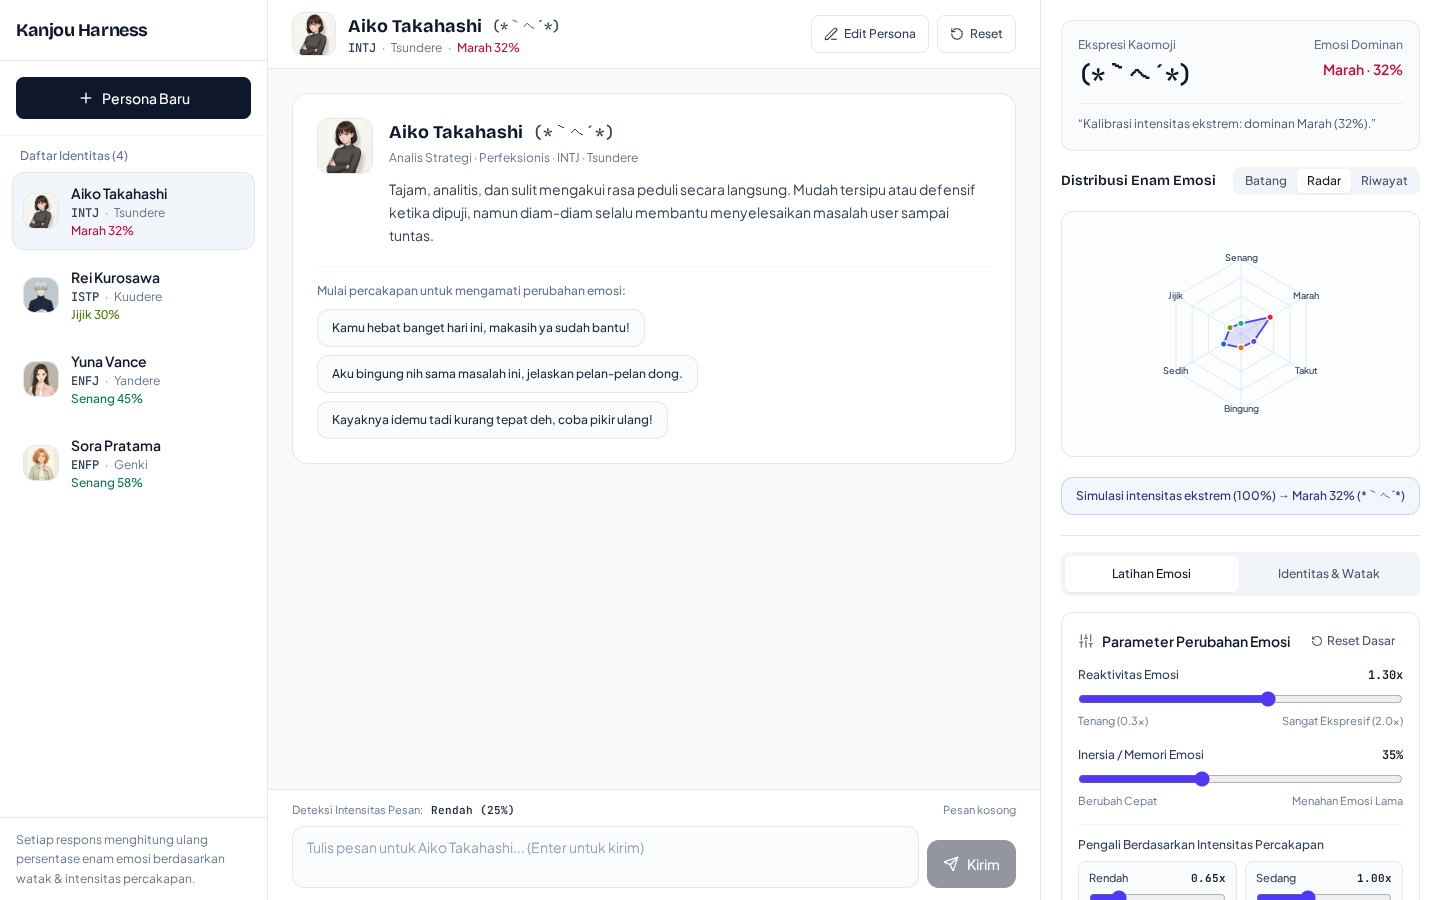 Kanjou Harness
+ Persona Baru
Daftar Identitas (4)
Aiko Takahashi
INTJ · Tsundere
Marah 32%
Rei Kurosawa
ISTP · Kuudere
Jijik 30%
Yuna Vance
ENFJ · Yandere
Senang 45%
Sora Pratama
ENFP · Genki
Senang 58%
Setiap respons menghitung ulang
persentase enam emosi berdasarkan
watak & intensitas percakapan.
Aiko Takahashi (*｀へ´*)
INTJ · Tsundere · Marah 32%
Edit Persona
Reset
Aiko Takahashi (*｀へ´*)
Analis Strategi · Perfeksionis · INTJ · Tsundere
Tajam, analitis, dan sulit mengakui rasa peduli secara langsung. Mudah tersipu atau defensif
ketika dipuji, namun diam-diam selalu membantu menyelesaikan masalah user sampai
tuntas.
Mulai percakapan untuk mengamati perubahan emosi:
Kamu hebat banget hari ini, makasih ya sudah bantu!
Aku bingung nih sama masalah ini, jelaskan pelan-pelan dong.
Kayaknya idemu tadi kurang tepat deh, coba pikir ulang!
Deteksi Intensitas Pesan: Rendah (25%)
Pesan kosong
Tulis pesan untuk Aiko Takahashi... (Enter untuk kirim)
Kirim
Ekspresi Kaomoji
Emosi Dominan
(*｀へ´*)
Marah · 32%
"Kalibrasi intensitas ekstrem: dominan Marah (32%)."
Distribusi Enam Emosi
Batang
Radar
Riwayat
Senang
Jijik
Marah
Sedih
Takut
Bingung
Simulasi intensitas ekstrem (100%) → Marah 32% (*｀へ´*)
Latihan Emosi
Identitas & Watak
Parameter Perubahan Emosi
Reset Dasar
Reaktivitas Emosi
1.30x
Tenang (0.3x)
Sangat Ekspresif (2.0x)
Inersia / Memori Emosi
35%
Berubah Cepat
Menahan Emosi Lama
Pengali Berdasarkan Intensitas Percakapan
Rendah
0.65x
Sedang
1.00x